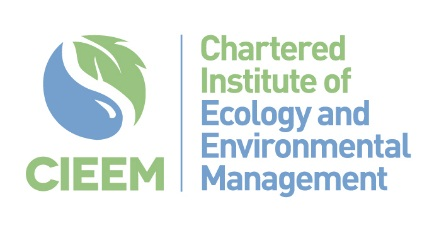 CIEEM
Chartered
Institute of
Ecology and
Environmental
Management